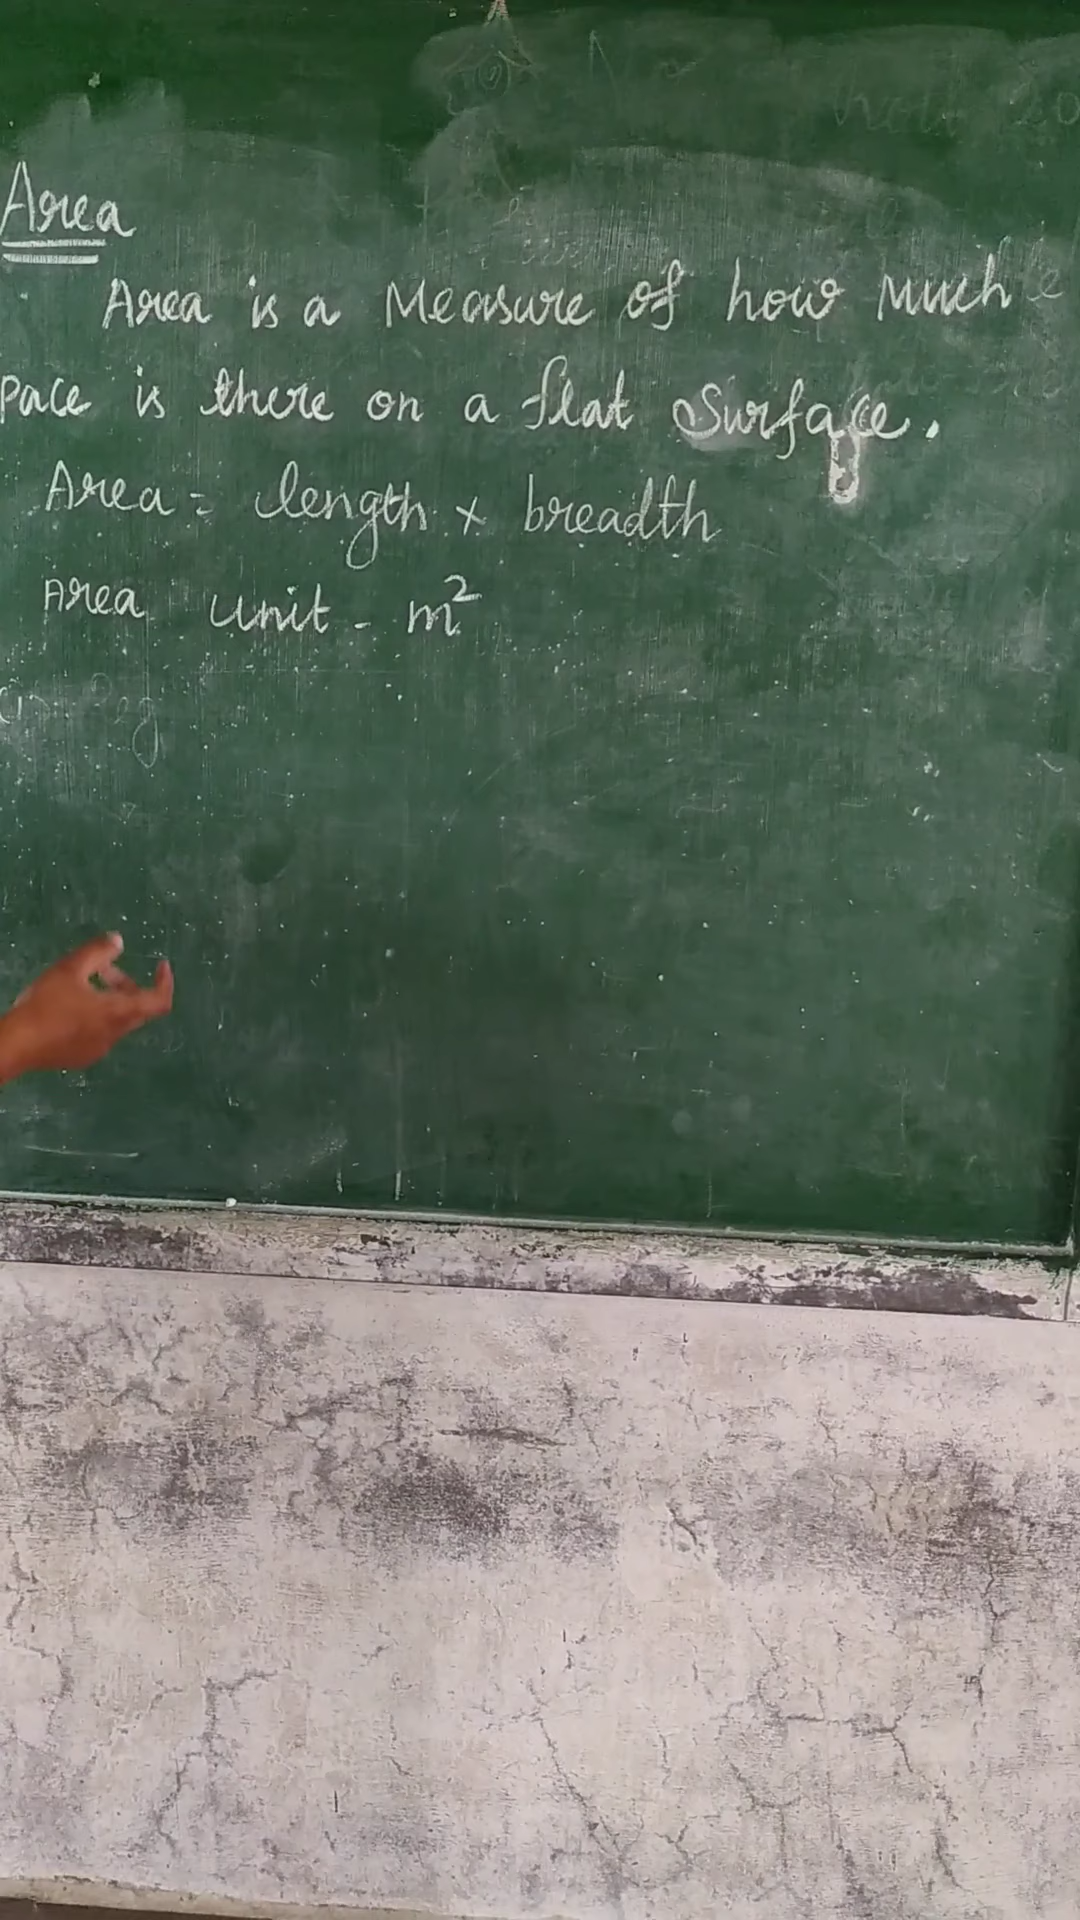 Area
Area is a Measure of how Much
pace is there on a flat Surface.
Area = length x breadth
Area unit - m²